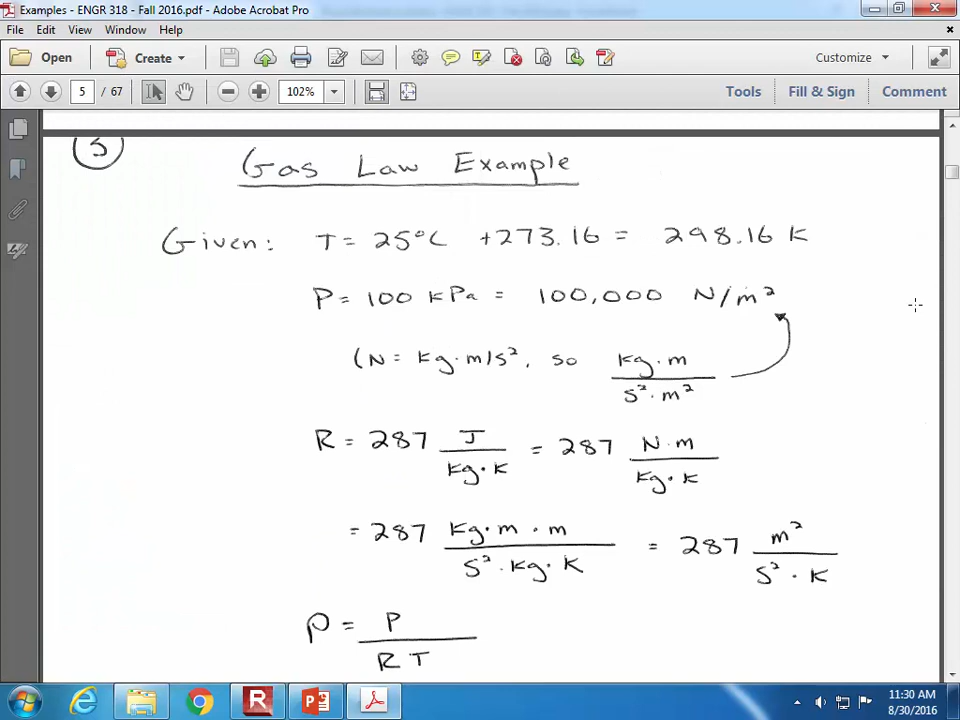 Examples - ENGR 318 - Fall 2016.pdf - Adobe Acrobat Pro
File Edit View Window Help
Open Create Customize
5 / 67 102% Tools Fill & Sign Comment
3
Gas Law Example
Given: T = 25°C +273.16 = 298.16 K
P = 100 kPa = 100,000 N/m²
(N = kg·m/s², so kg·m / s²·m²
R = 287 J / kg·K = 287 N·m / kg·K
= 287 kg·m·m / s²·kg·K = 287 m² / s²·K
ρ = P / R T
11:30 AM
8/30/2016